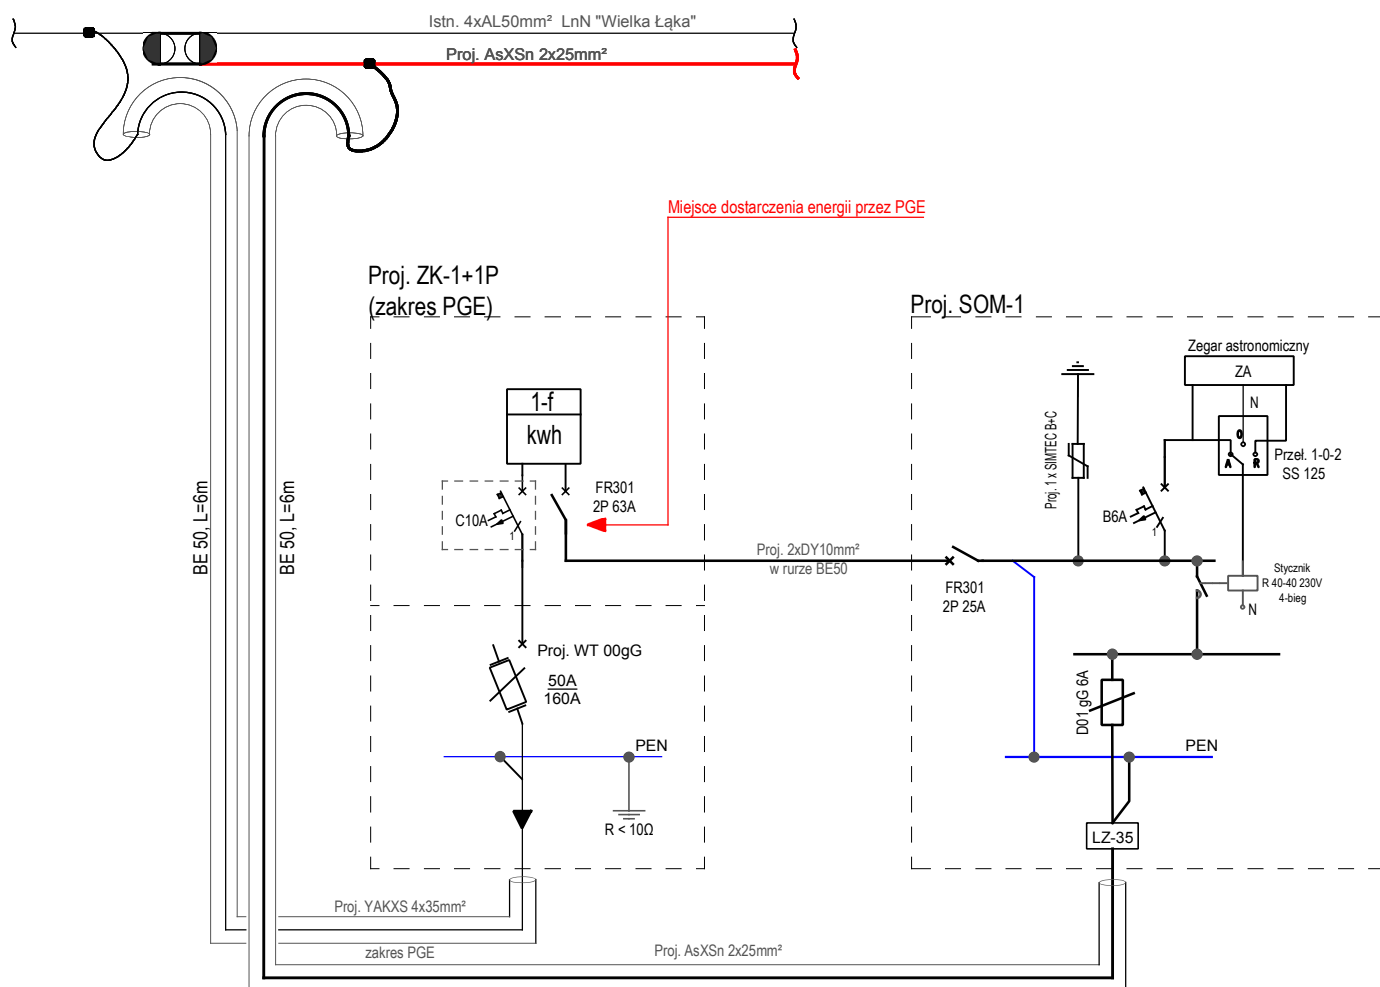 Istn. 4xAL50mm² LnN "Wielka Łąka"
Proj. AsXSn 2x25mm²
Miejsce dostarczenia energii przez PGE
Proj. ZK-1+1P
(zakres PGE)
Proj. SOM-1
Zegar astronomiczny
ZA
N
1-f
kwh
O
A
R
Przeł. 1-0-2
SS 125
Proj. 1 x SIMTEC B+C
FR301
2P 63A
C10A
1
B6A
1
BE 50, L=6m
BE 50, L=6m
Proj. 2xDY10mm²
w rurze BE50
FR301
2P 25A
Stycznik
R 40-40 230V
4-bieg
N
Proj. WT 00gG
50A
160A
D01 gG 6A
PEN
PEN
R < 10Ω
LZ-35
Proj. YAKXS 4x35mm²
zakres PGE
Proj. AsXSn 2x25mm²